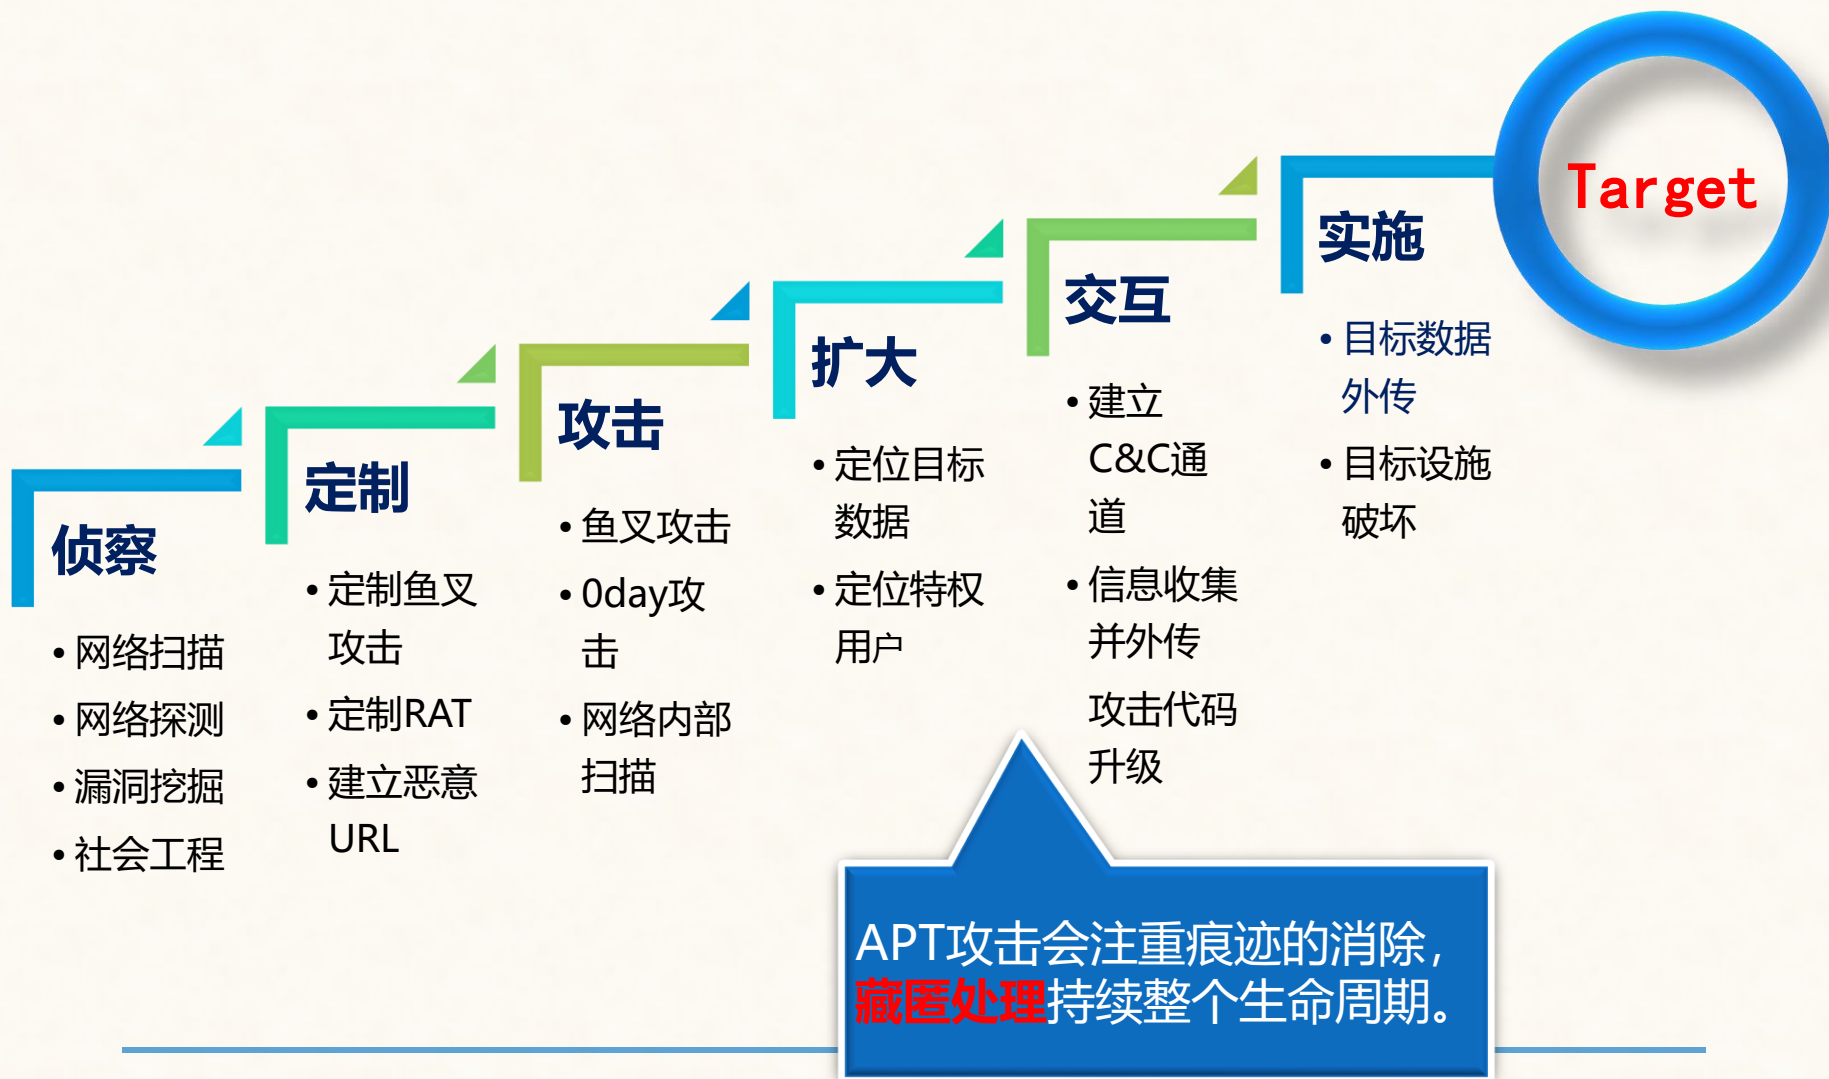 侦察
• 网络扫描
• 网络探测
• 漏洞挖掘
• 社会工程
定制
• 定制鱼叉
攻击
• 定制RAT
• 建立恶意
URL
攻击
• 鱼叉攻击
• 0day攻
击
• 网络内部
扫描
扩大
• 定位目标
数据
• 定位特权
用户
交互
• 建立
C&C通
道
• 信息收集
并外传
攻击代码
升级
实施
• 目标数据
外传
• 目标设施
破坏
Target
APT攻击会注重痕迹的消除，
藏匿处理持续整个生命周期。